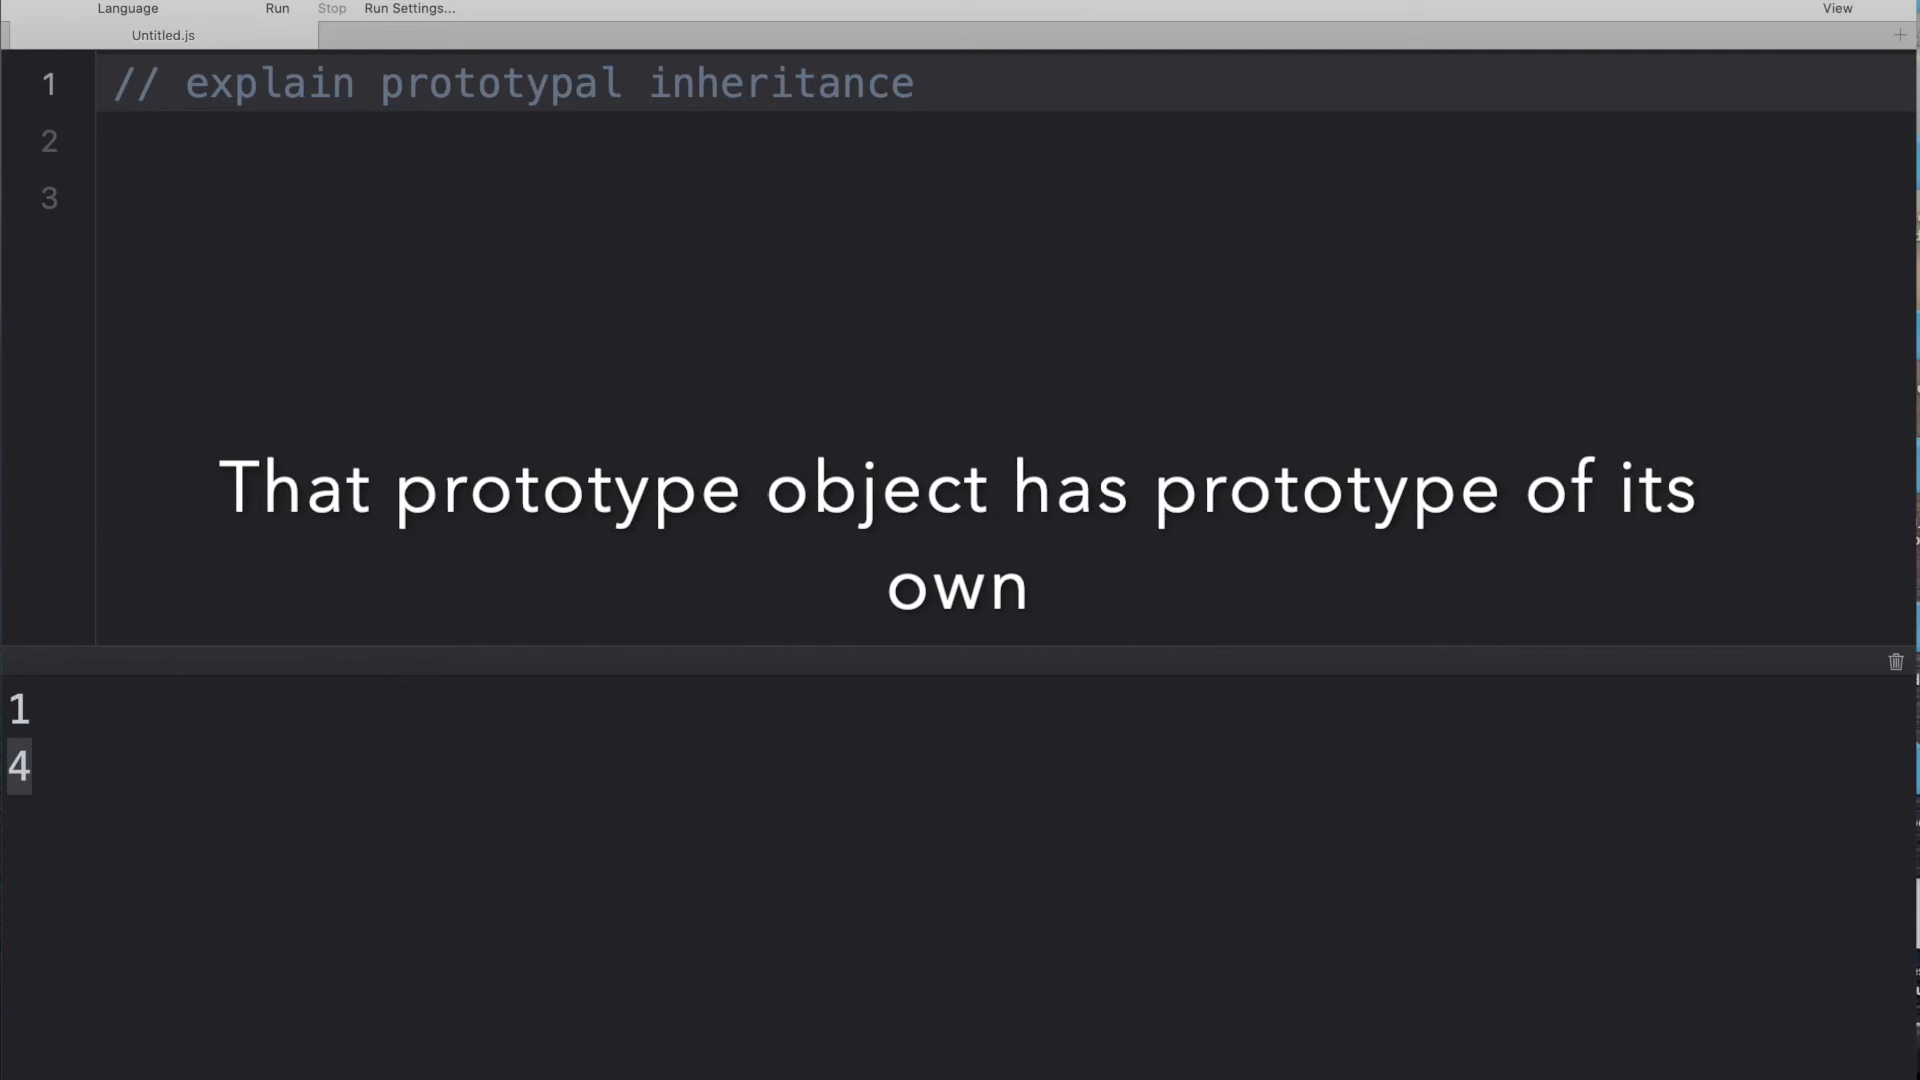 Language Run Stop Run Settings... View
Untitled.js
1 // explain prototypal inheritance
2
3
That prototype object has prototype of its
own
1
4